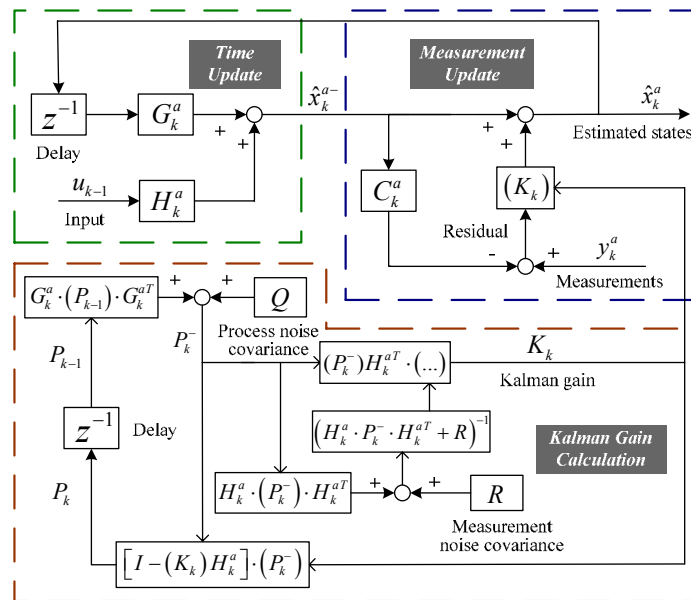 Time
Update
Measurement
Update
z⁻¹
Delay
G_k^a
+
+
x̂_k^{a-}
+
+
x̂_k^a
Estimated states
u_{k-1}
Input
H_k^a
C_k^a
(K_k)
Residual
-
+
y_k^a
Measurements
G_k^a·(P_{k-1})·G_k^{aT}
+
+
Q
Process noise
covariance
P_k^-
P_{k-1}
(P_k^-)H_k^{aT}·(...)
K_k
Kalman gain
z⁻¹
Delay
(H_k^a·P_k^-·H_k^{aT}+R)^{-1}
Kalman Gain
Calculation
P_k
H_k^a·(P_k^-)·H_k^{aT}
+
+
R
Measurement
noise covariance
[I-(K_k)H_k^a]·(P_k^-)